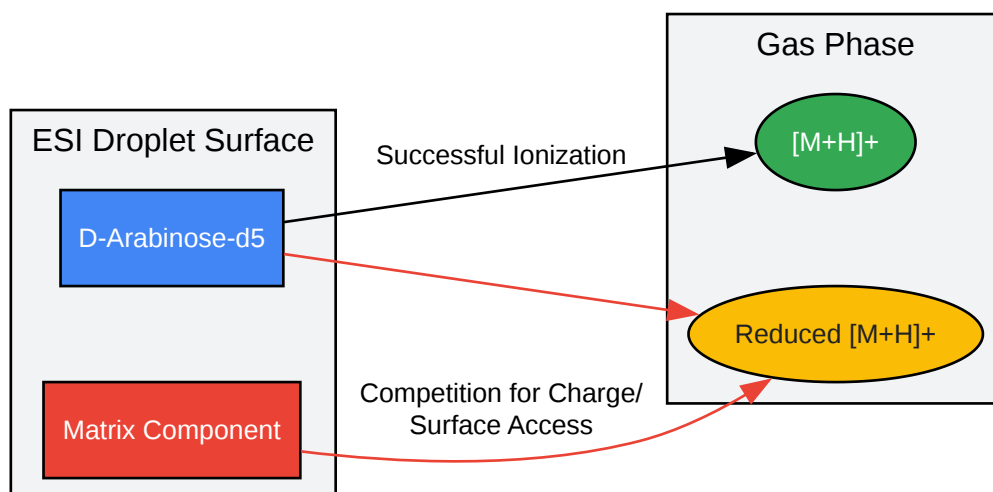 Gas Phase
ESI Droplet Surface
Successful Ionization
[M+H]+
D-Arabinose-d5
Reduced [M+H]+
Competition for Charge/
Surface Access
Matrix Component